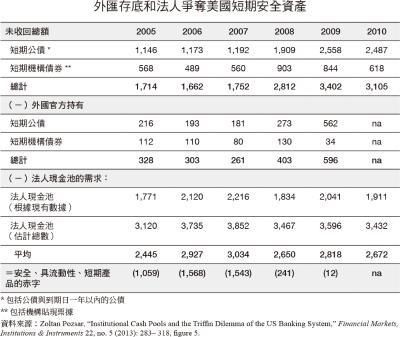 外匯存底和法人爭奪美國短期安全資產
未收回總額 2005 2006 2007 2008 2009 2010
短期公債 * 1,146 1,173 1,192 1,909 2,558 2,487
短期機構債券 ** 568 489 560 903 844 618
總計 1,714 1,662 1,752 2,812 3,402 3,105
（－）外國官方持有
短期公債 216 193 181 273 562 na
短期機構債券 112 110 80 130 34 na
總計 328 303 261 403 596 na
（－）法人現金池的需求：
法人現金池 1,771 2,120 2,216 1,834 2,041 1,911
（根據現有數據）
法人現金池 3,120 3,735 3,852 3,467 3,596 3,432
（估計總數）
平均 2,445 2,927 3,034 2,650 2,818 2,672
＝安全、具流動性、短期產 (1,059) (1,568) (1,543) (241) (12) na
品的赤字
* 包括公債與到期日一年以內的公債
** 包括機構貼現票據
資料來源：Zoltan Pozsar, “Institutional Cash Pools and the Triffin Dilemma of the US Banking System,” Financial Markets,
Institutions & Instruments 22, no. 5 (2013): 283– 318, figure 5.